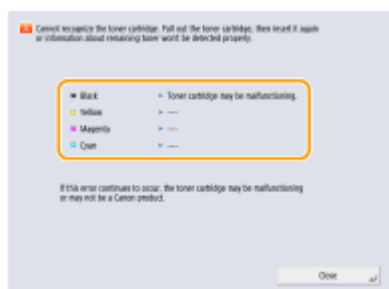 Cannot recognize the toner cartridge. Pull out the toner cartridge, then insert it again
or information about remaining toner won't be detected properly.
Black ► Toner cartridge may be malfunctioning.
Yellow ► ----
Magenta ► ----
Cyan ► ----
If this error continues to occur, the toner cartridge may be malfunctioning
or may not be a Canon product.
Close